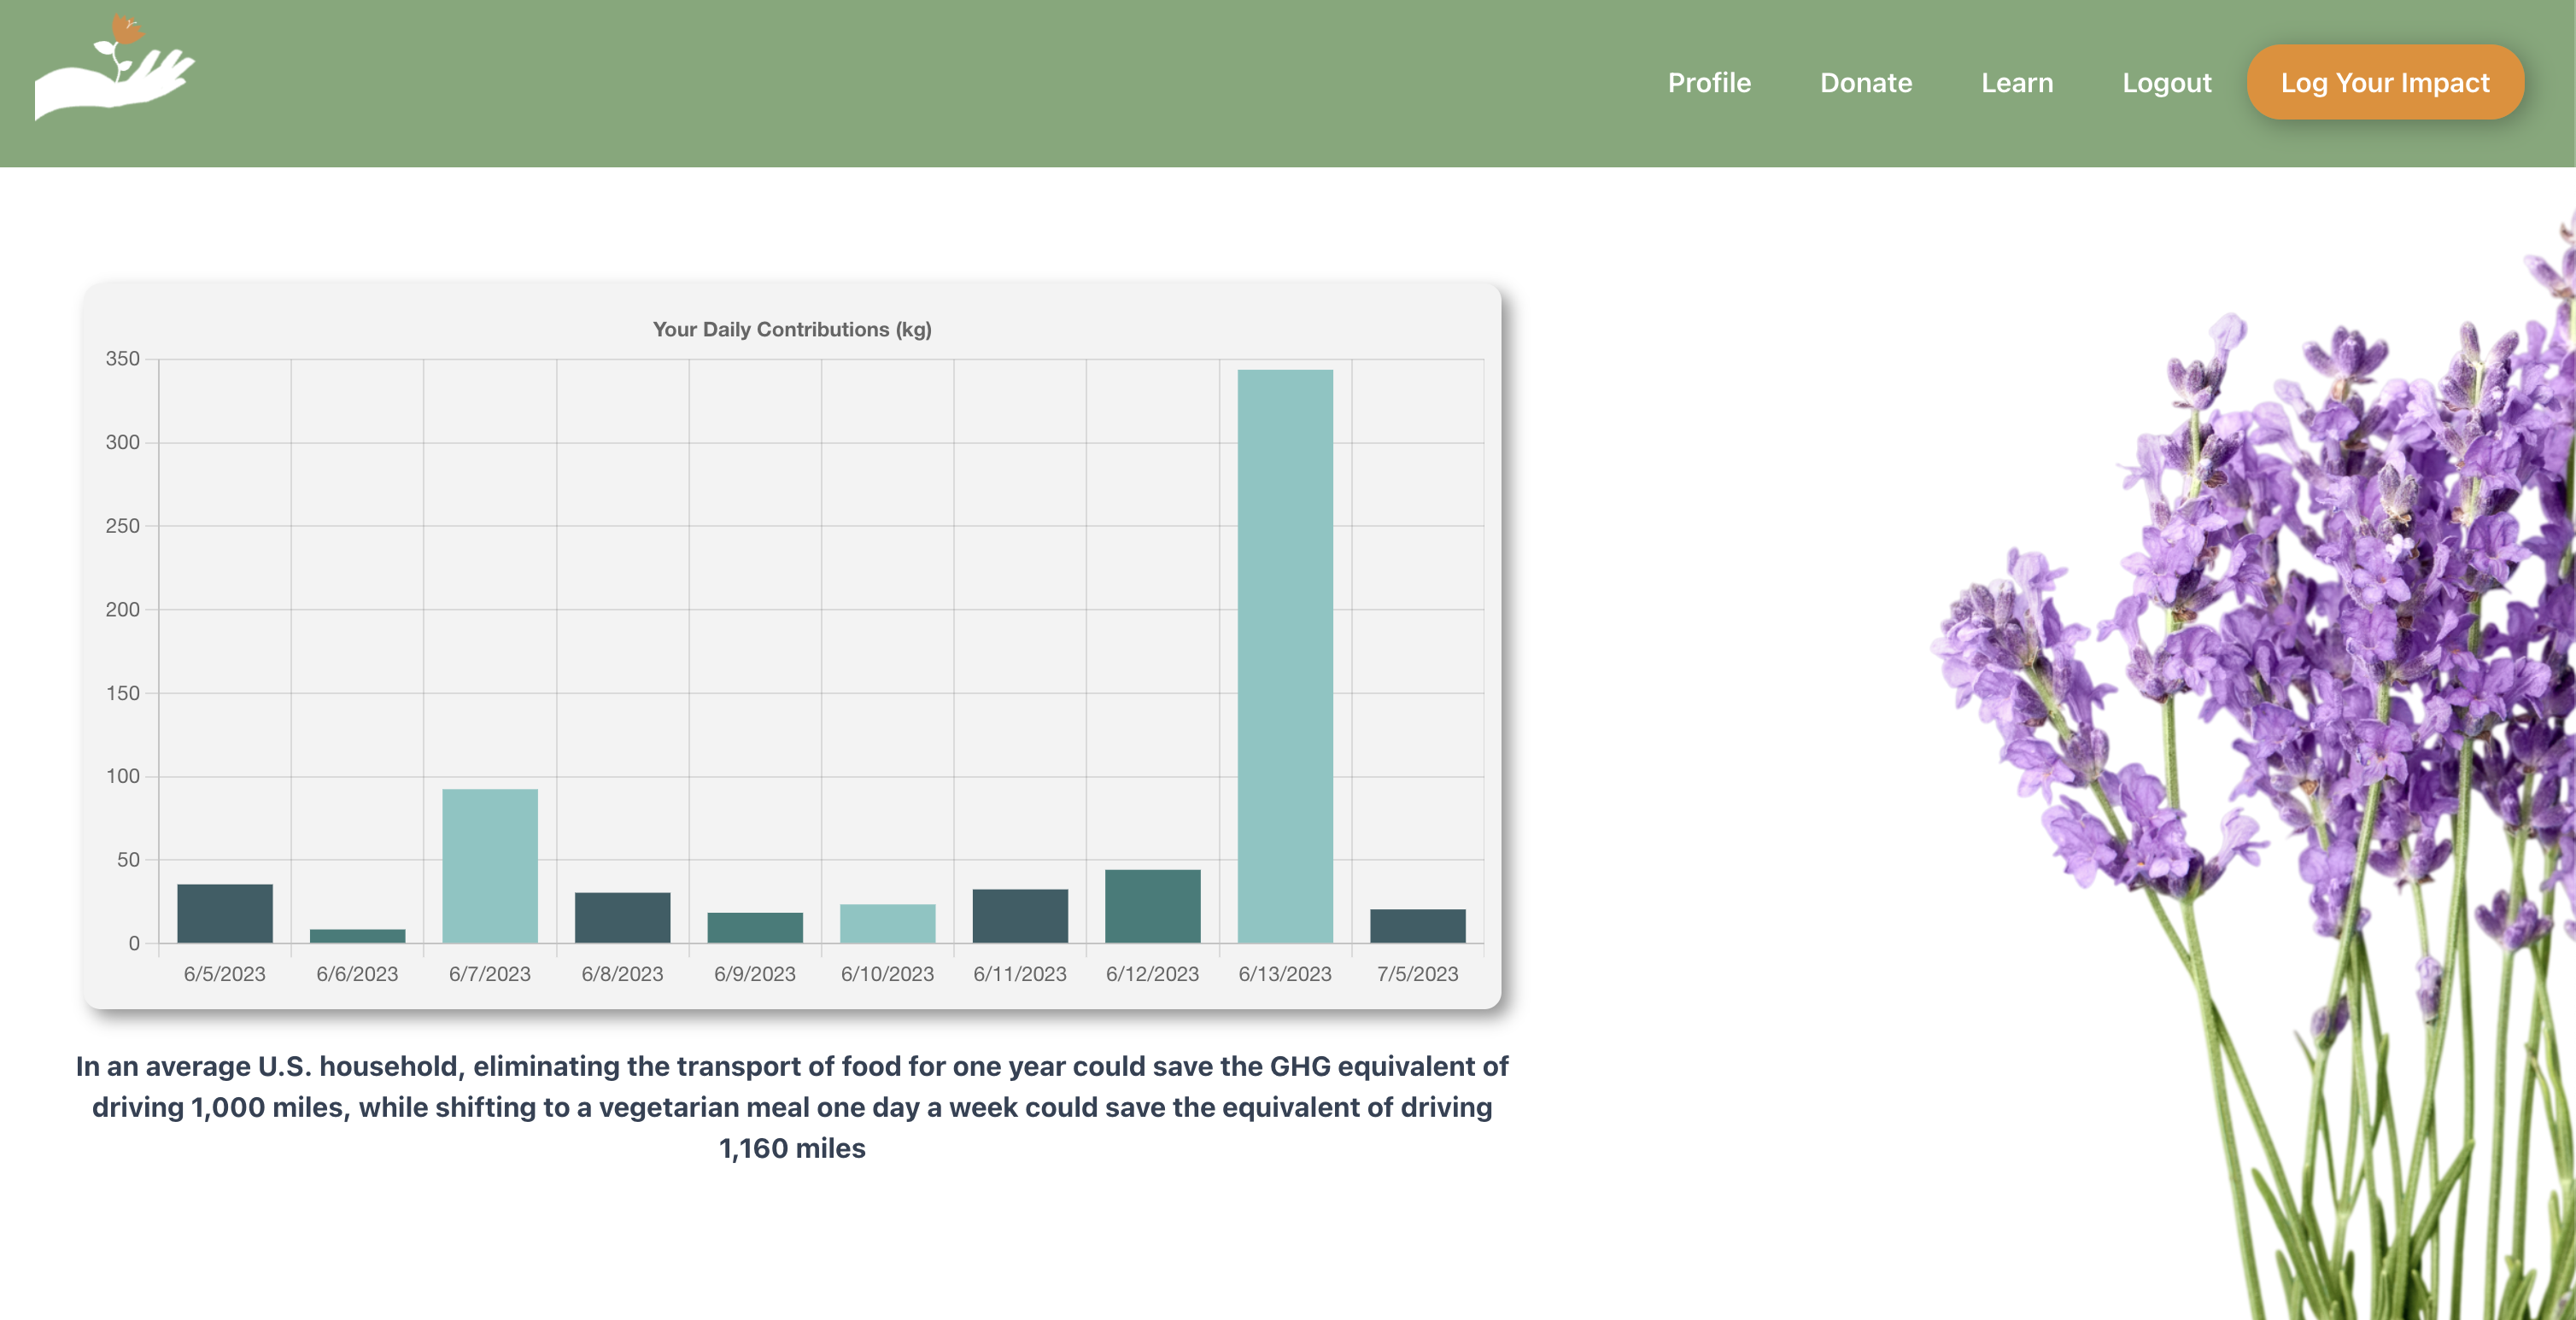 Profile Donate Learn Logout Log Your Impact
Your Daily Contributions (kg)
350
300
250
200
150
100
50
0
6/5/2023 6/6/2023 6/7/2023 6/8/2023 6/9/2023 6/10/2023 6/11/2023 6/12/2023 6/13/2023 7/5/2023
In an average U.S. household, eliminating the transport of food for one year could save the GHG equivalent of
driving 1,000 miles, while shifting to a vegetarian meal one day a week could save the equivalent of driving
1,160 miles